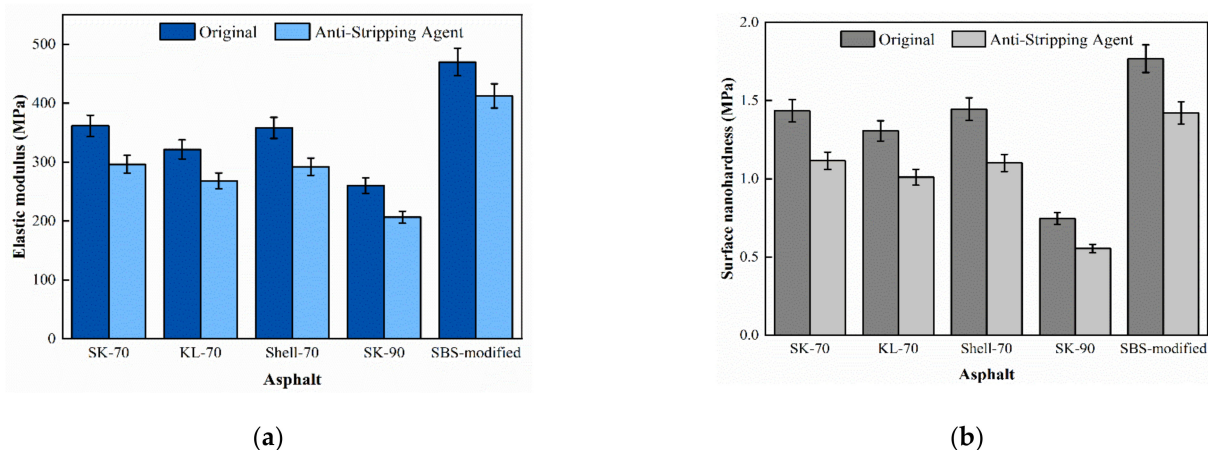 Original Anti-Stripping Agent
Elastic modulus (MPa)
500
400
300
200
100
0
SK-70 KL-70 Shell-70 SK-90 SBS-modified
Asphalt
(a)
Original Anti-Stripping Agent
Surface nanohardness (MPa)
2.0
1.5
1.0
0.5
0.0
SK-70 KL-70 Shell-70 SK-90 SBS-modified
Asphalt
(b)